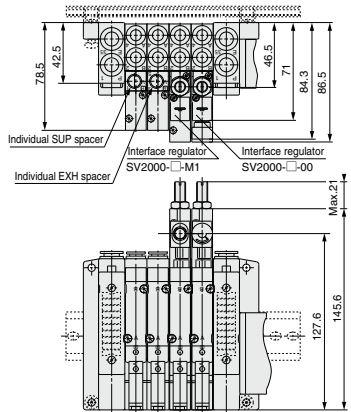 78.5
42.5
46.5
71
84.3
86.5
Individual SUP spacer
Individual EXH spacer
Interface regulator
SV2000-□-M1
Interface regulator
SV2000-□-00
Max.21
127.6
145.6